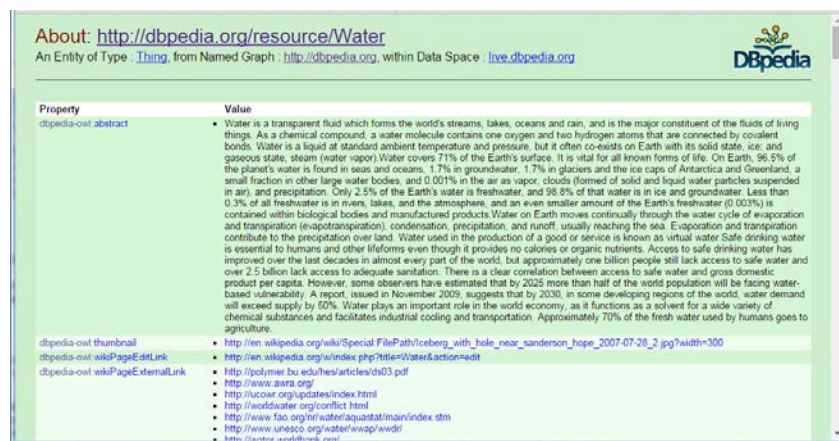 About: http://dbpedia.org/resource/Water
An Entity of Type : Thing, from Named Graph : http://dbpedia.org, within Data Space : live.dbpedia.org
DBpedia
Property Value
dbpedia-owl:abstract • Water is a transparent fluid which forms the world's streams, lakes, oceans and rain, and is the major constituent of the fluids of living
things. As a chemical compound, a water molecule contains one oxygen and two hydrogen atoms that are connected by covalent
bonds. Water is a liquid at standard ambient temperature and pressure, but it often co-exists on Earth with its solid state, ice; and
gaseous state, steam (water vapor).Water covers 71% of the Earth's surface. It is vital for all known forms of life. On Earth, 96.5% of
the planet's water is found in seas and oceans, 1.7% in groundwater, 1.7% in glaciers and the ice caps of Antarctica and Greenland, a
small fraction in other large water bodies, and 0.001% in the air as vapor, clouds (formed of solid and liquid water particles suspended
in air), and precipitation. Only 2.5% of the Earth's water is freshwater, and 98.8% of that water is in ice and groundwater. Less than
0.3% of all freshwater is in rivers, lakes, and the atmosphere, and an even smaller amount of the Earth's freshwater (0.003%) is
contained within biological bodies and manufactured products.Water on Earth moves continually through the water cycle of evaporation
and transpiration (evapotranspiration), condensation, precipitation, and runoff, usually reaching the sea. Evaporation and transpiration
contribute to the precipitation over land. Water used in the production of a good or service is known as virtual water.Safe drinking water
is essential to humans and other lifeforms even though it provides no calories or organic nutrients. Access to safe drinking water has
improved over the last decades in almost every part of the world, but approximately one billion people still lack access to safe water and
over 2.5 billion lack access to adequate sanitation. There is a clear correlation between access to safe water and gross domestic
product per capita. However, some observers have estimated that by 2025 more than half of the world population will be facing water-
based vulnerability. A report, issued in November 2009, suggests that by 2030, in some developing regions of the world, water demand
will exceed supply by 50%. Water plays an important role in the world economy, as it functions as a solvent for a wide variety of
chemical substances and facilitates industrial cooling and transportation. Approximately 70% of the fresh water used by humans goes to
agriculture.
dbpedia-owl:thumbnail • http://en.wikipedia.org/wiki/Special:FilePath/Iceberg_with_hole_near_sanderson_hope_2007-07-28_2.jpg?width=300
dbpedia-owl:wikiPageEditLink • http://en.wikipedia.org/w/index.php?title=Water&action=edit
dbpedia-owl:wikiPageExternalLink • http://polymer.bu.edu/hes/articles/ds03.pdf
• http://www.awra.org/
• http://ucowr.org/updates/index.html
• http://worldwater.org/conflict.html
• http://www.fao.org/nr/water/aquastat/main/index.stm
• http://www.unesco.org/water/wwap/wwdr/
• http://water.worldbank.org/